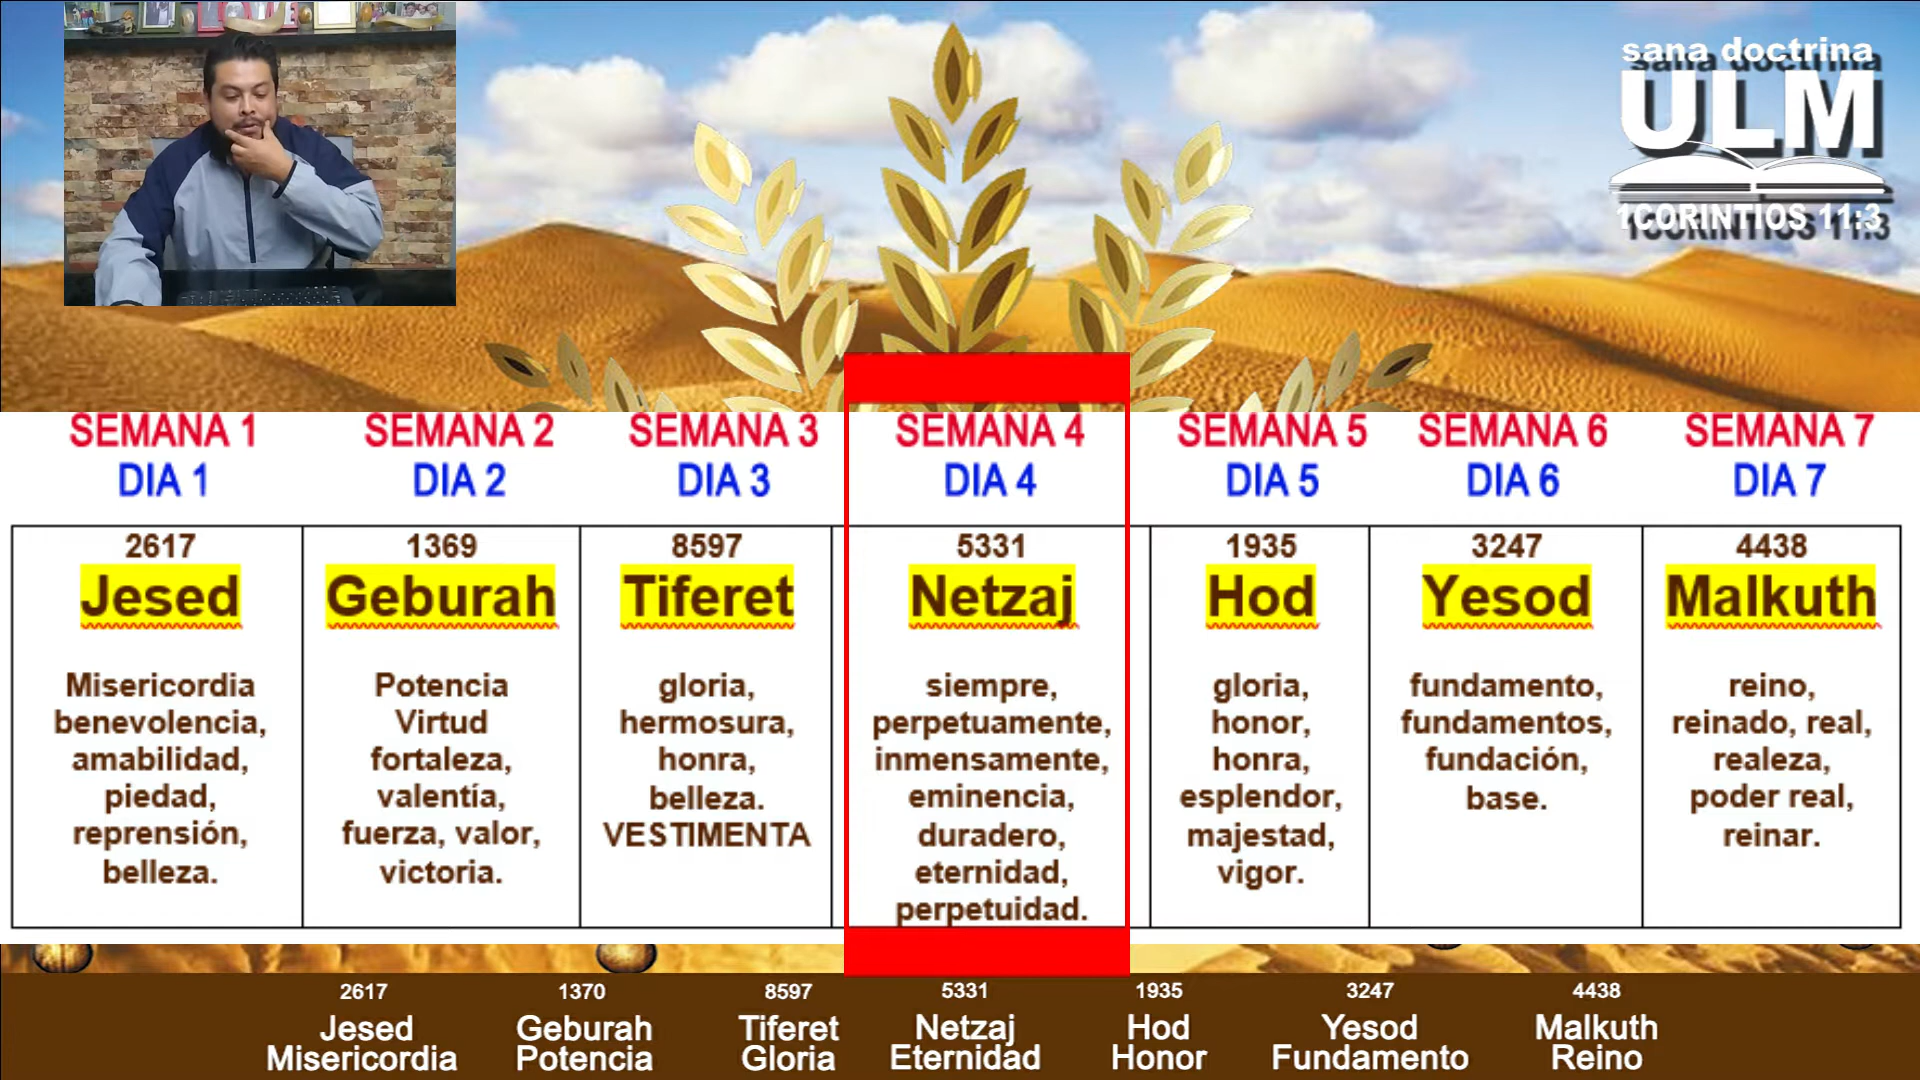 sana doctrina
ULM
1CORINTIOS 11:3
SEMANA 1
DIA 1
SEMANA 2
DIA 2
SEMANA 3
DIA 3
SEMANA 4
DIA 4
SEMANA 5
DIA 5
SEMANA 6
DIA 6
SEMANA 7
DIA 7
2617
Jesed
Misericordia
benevolencia,
amabilidad,
piedad,
reprensión,
belleza.
1369
Geburah
Potencia
Virtud
fortaleza,
valentía,
fuerza, valor,
victoria.
8597
Tiferet
gloria,
hermosura,
honra,
belleza.
VESTIMENTA
5331
Netzaj
siempre,
perpetuamente,
inmensamente,
eminencia,
duradero,
eternidad,
perpetuidad.
1935
Hod
gloria,
honor,
honra,
esplendor,
majestad,
vigor.
3247
Yesod
fundamento,
fundamentos,
fundación,
base.
4438
Malkuth
reino,
reinado, real,
realeza,
poder real,
reinar.
2617
Jesed
Misericordia
1370
Geburah
Potencia
8597
Tiferet
Gloria
5331
Netzaj
Eternidad
1935
Hod
Honor
3247
Yesod
Fundamento
4438
Malkuth
Reino